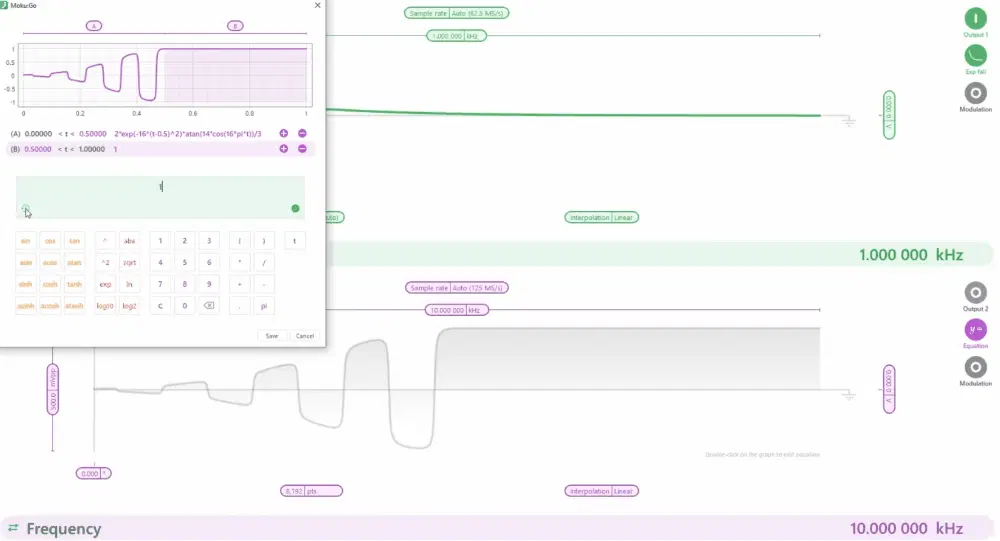 Moku:Go
A
B
1
0.5
0
-0.5
-1
0 0.2 0.4 0.6 0.8 1
(A) 0.00000 < t < 0.50000 2*exp(-16*(t-0.5)^2)*atan(14*cos(16*pi*t))/3
(B) 0.50000 < t < 1.00000 1
1
sin cos tan ^ abs 1 2 3 ( ) t
asin acos atan ^2 sqrt 4 5 6 * /
sinh cosh tanh exp ln 7 8 9 + -
asinh acosh atanh log10 log2 C 0 . pi
Save Cancel
Sample rate Auto (62.5 MS/s)
1.000 000 kHz
0.000 0 V
Output 1
Exp fall
Modulation
Interpolation Linear
1.000 000 kHz
Sample rate Auto (125 MS/s)
10.000 000 kHz
500.0 mVpp
0.000 0 V
Output 2
y =
Equation
Modulation
Double-click on the graph to edit equation
0.000 °
8,192 pts
Interpolation Linear
Frequency 10.000 000 kHz